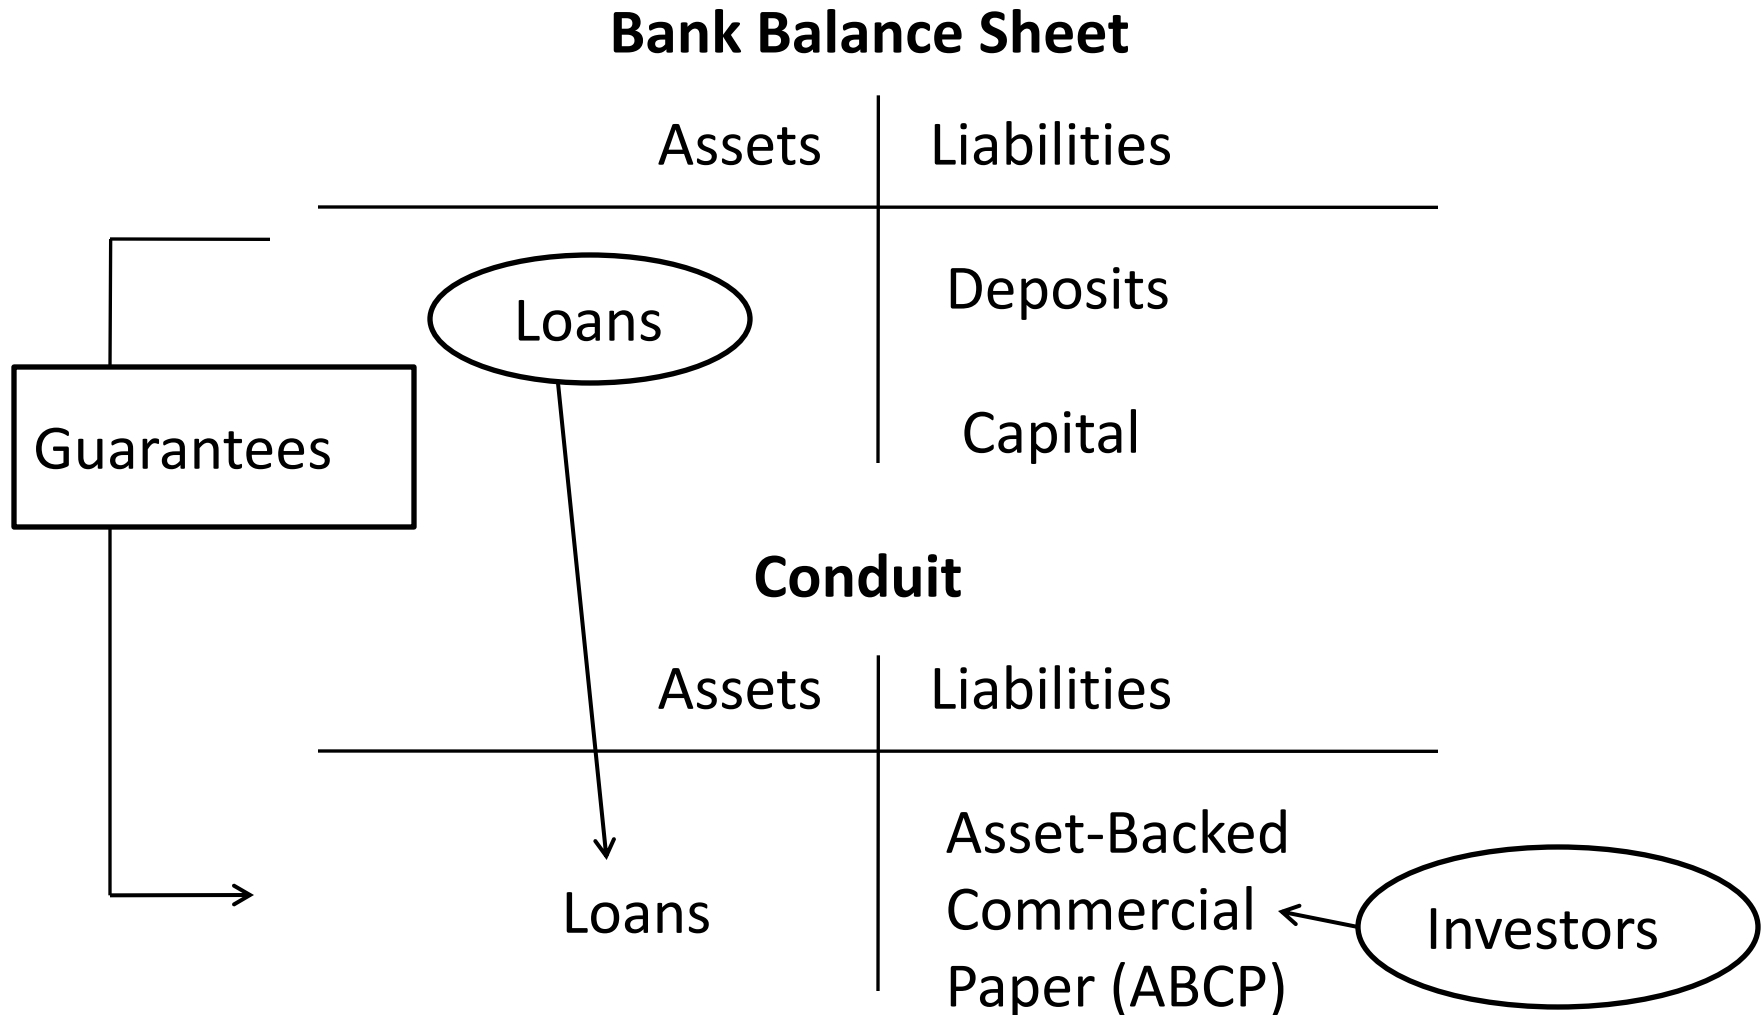 Bank Balance Sheet
Assets
Liabilities
Loans
Deposits
Guarantees
Capital
Conduit
Assets
Liabilities
Loans
Asset-Backed
Commercial
Paper (ABCP)
Investors